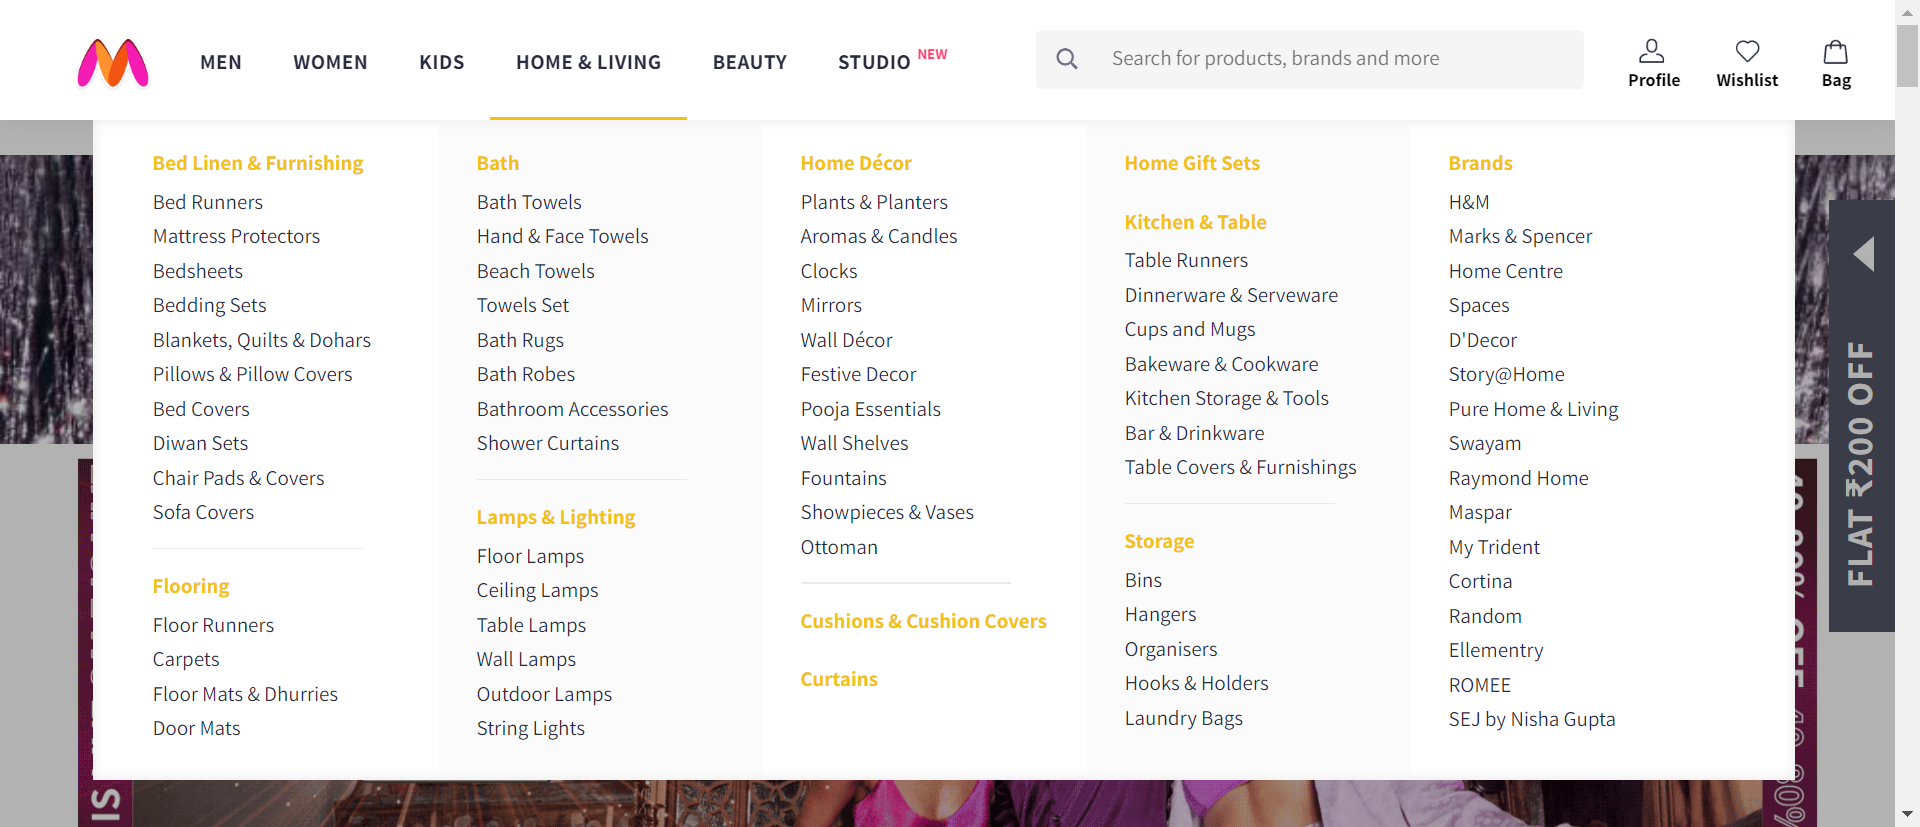 MEN
WOMEN
KIDS
HOME & LIVING
BEAUTY
STUDIO NEW
Search for products, brands and more
Profile
Wishlist
Bag
Bed Linen & Furnishing
Bed Runners
Mattress Protectors
Bedsheets
Bedding Sets
Blankets, Quilts & Dohars
Pillows & Pillow Covers
Bed Covers
Diwan Sets
Chair Pads & Covers
Sofa Covers
Flooring
Floor Runners
Carpets
Floor Mats & Dhurries
Door Mats
Bath
Bath Towels
Hand & Face Towels
Beach Towels
Towels Set
Bath Rugs
Bath Robes
Bathroom Accessories
Shower Curtains
Lamps & Lighting
Floor Lamps
Ceiling Lamps
Table Lamps
Wall Lamps
Outdoor Lamps
String Lights
Home Décor
Plants & Planters
Aromas & Candles
Clocks
Mirrors
Wall Décor
Festive Decor
Pooja Essentials
Wall Shelves
Fountains
Showpieces & Vases
Ottoman
Cushions & Cushion Covers
Curtains
Home Gift Sets
Kitchen & Table
Table Runners
Dinnerware & Serveware
Cups and Mugs
Bakeware & Cookware
Kitchen Storage & Tools
Bar & Drinkware
Table Covers & Furnishings
Storage
Bins
Hangers
Organisers
Hooks & Holders
Laundry Bags
Brands
H&M
Marks & Spencer
Home Centre
Spaces
D'Decor
Story@Home
Pure Home & Living
Swayam
Raymond Home
Maspar
My Trident
Cortina
Random
Ellementry
ROMEE
SEJ by Nisha Gupta
FLAT ₹200 OFF
IS